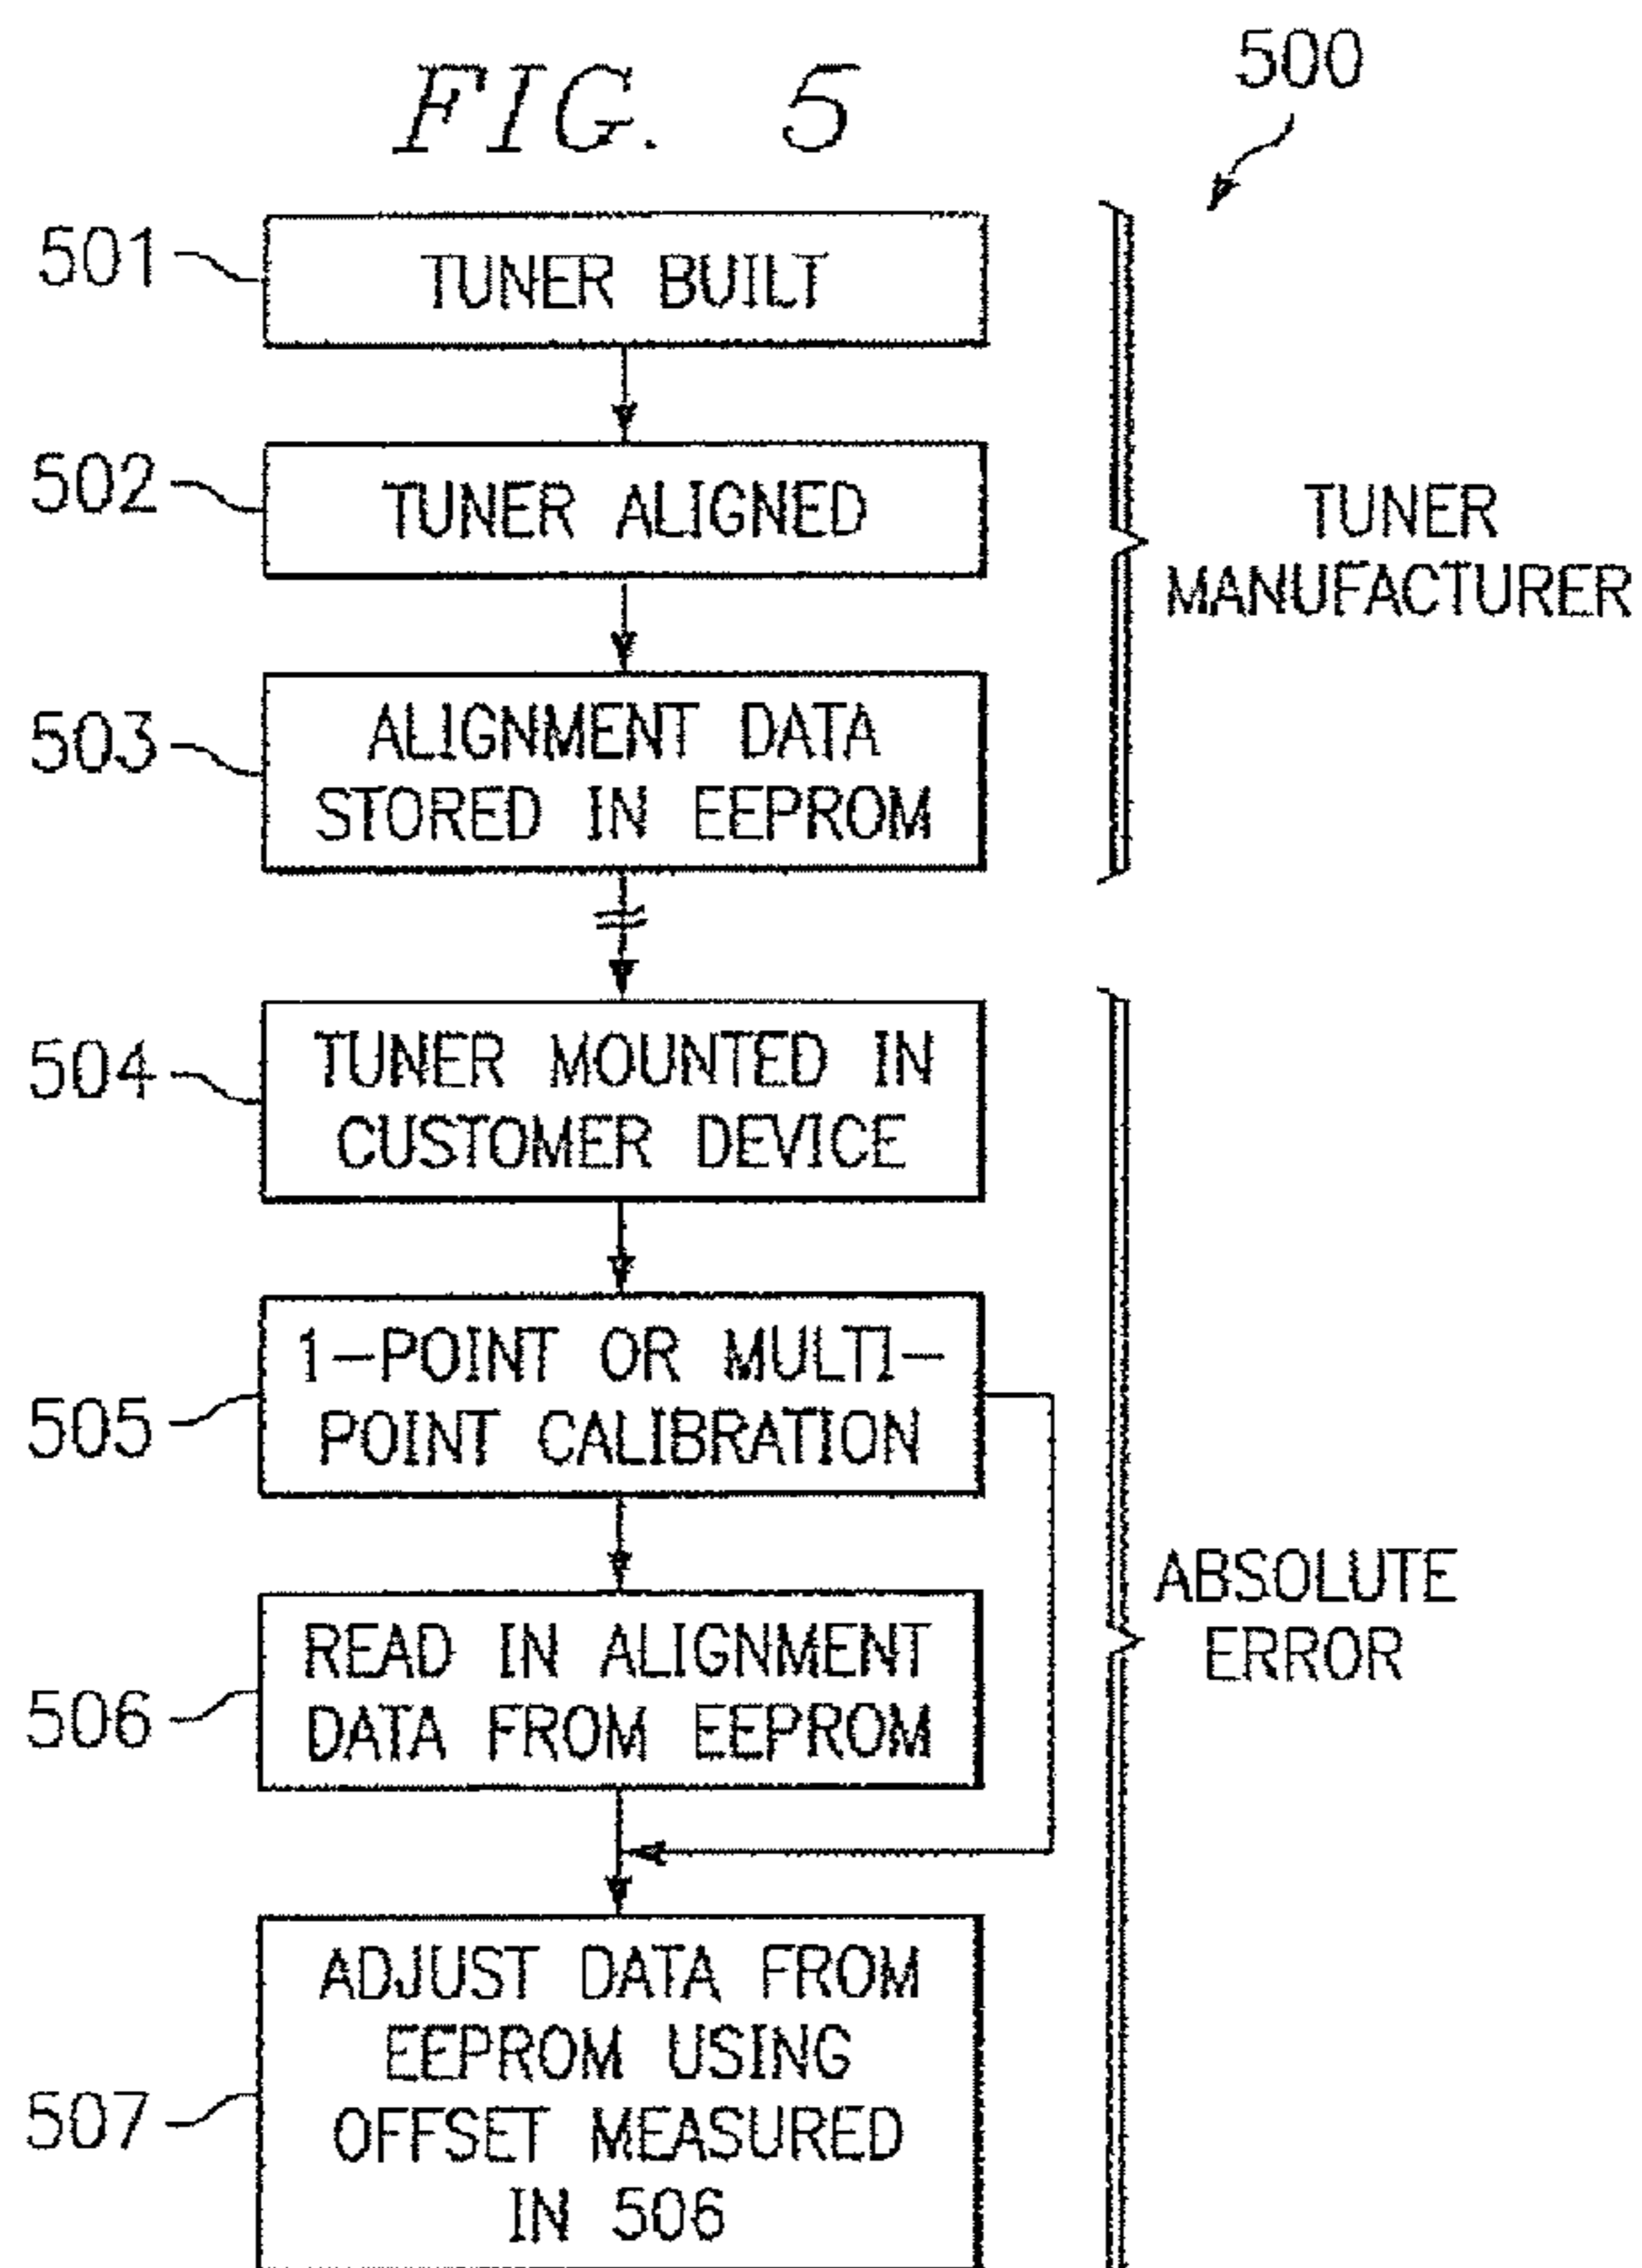 FIG. 5
500
501
TUNER BUILT
502
TUNER ALIGNED
TUNER
MANUFACTURER
503
ALIGNMENT DATA
STORED IN EEPROM
504
TUNER MOUNTED IN
CUSTOMER DEVICE
505
1-POINT OR MULTI-
POINT CALIBRATION
ABSOLUTE
ERROR
506
READ IN ALIGNMENT
DATA FROM EEPROM
507
ADJUST DATA FROM
EEPROM USING
OFFSET MEASURED
IN 506